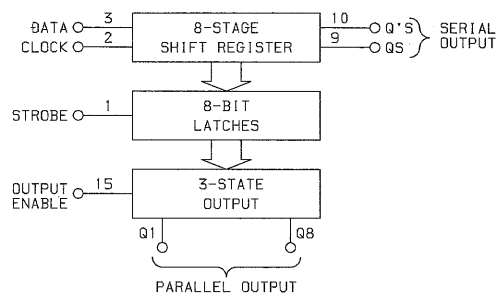 DATA 3
CLOCK 2
8-STAGE
SHIFT REGISTER
10 Q'S
9 QS
SERIAL
OUTPUT
STROBE 1
8-BIT
LATCHES
OUTPUT
ENABLE
15
3-STATE
OUTPUT
Q1
Q8
PARALLEL OUTPUT